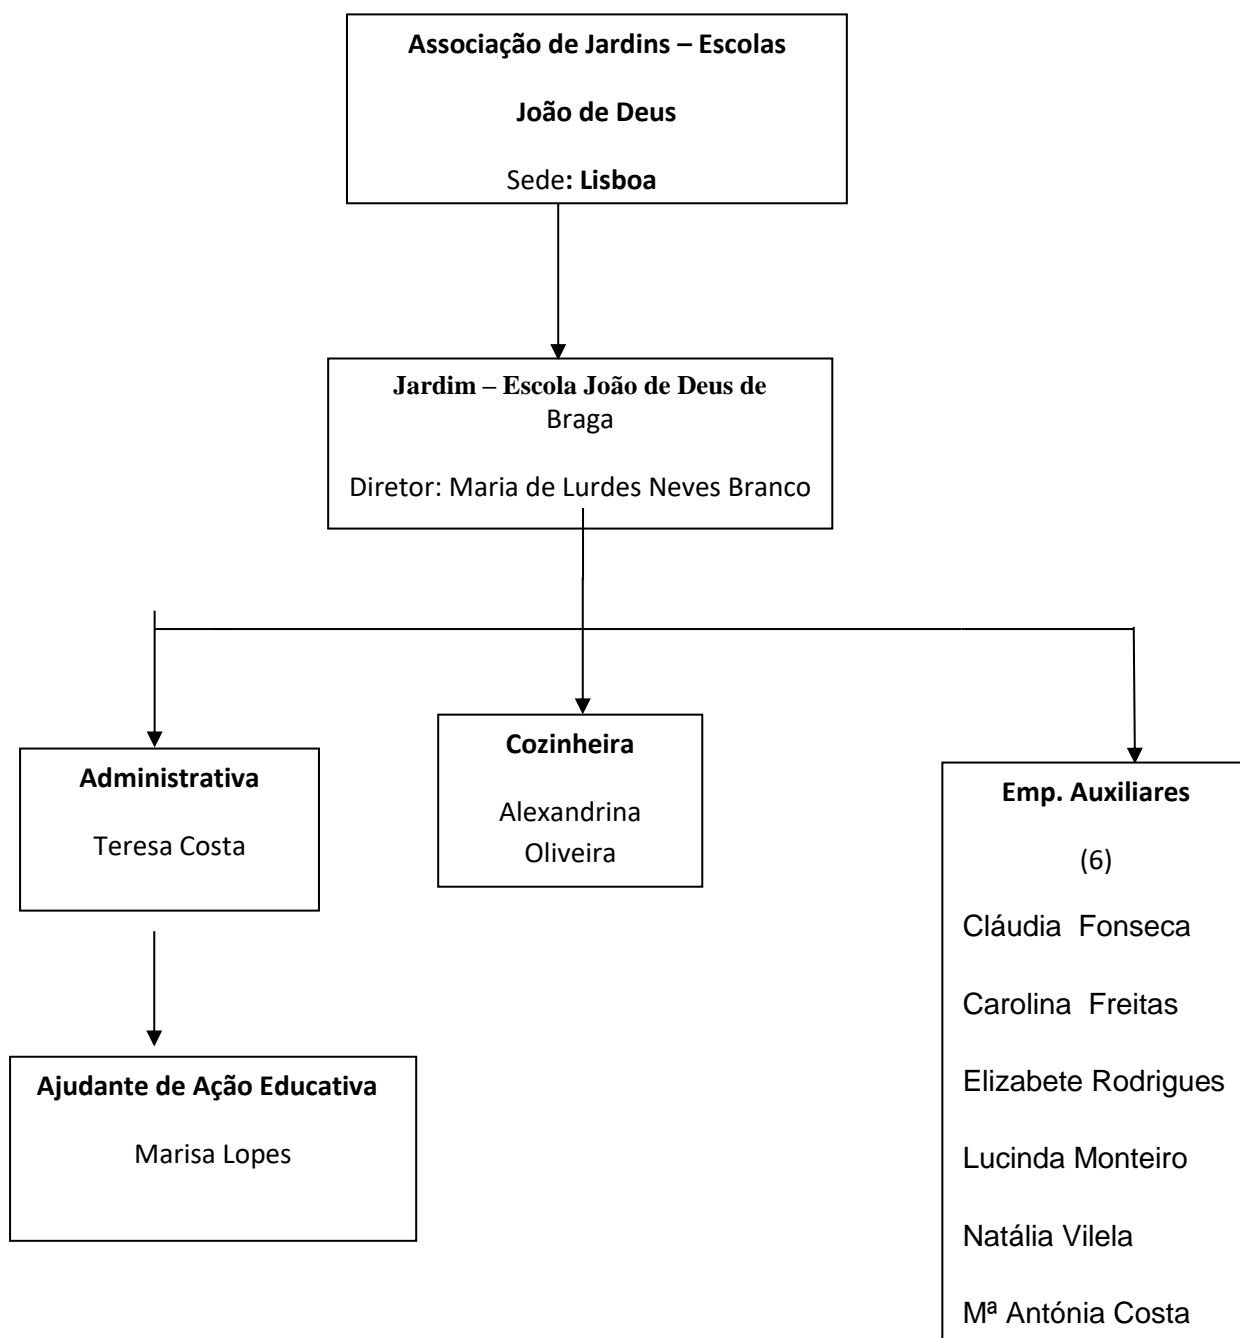 Associação de Jardins – Escolas
João de Deus
Sede: Lisboa
Jardim – Escola João de Deus de
Braga
Diretor: Maria de Lurdes Neves Branco
Administrativa
Teresa Costa
Cozinheira
Alexandrina
Oliveira
Emp. Auxiliares
(6)
Cláudia Fonseca
Carolina Freitas
Elizabete Rodrigues
Lucinda Monteiro
Natália Vilela
Mª Antónia Costa
Ajudante de Ação Educativa
Marisa Lopes